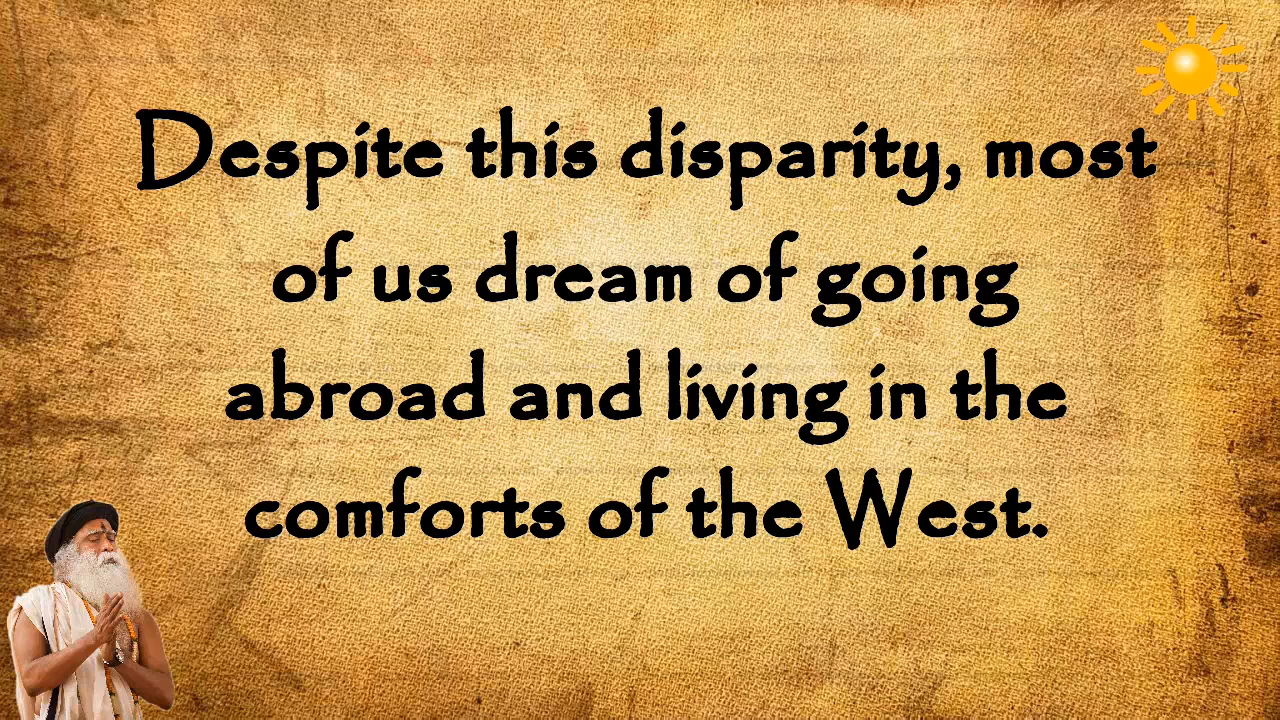 Despite this disparity, most
of us dream of going
abroad and living in the
comforts of the West.